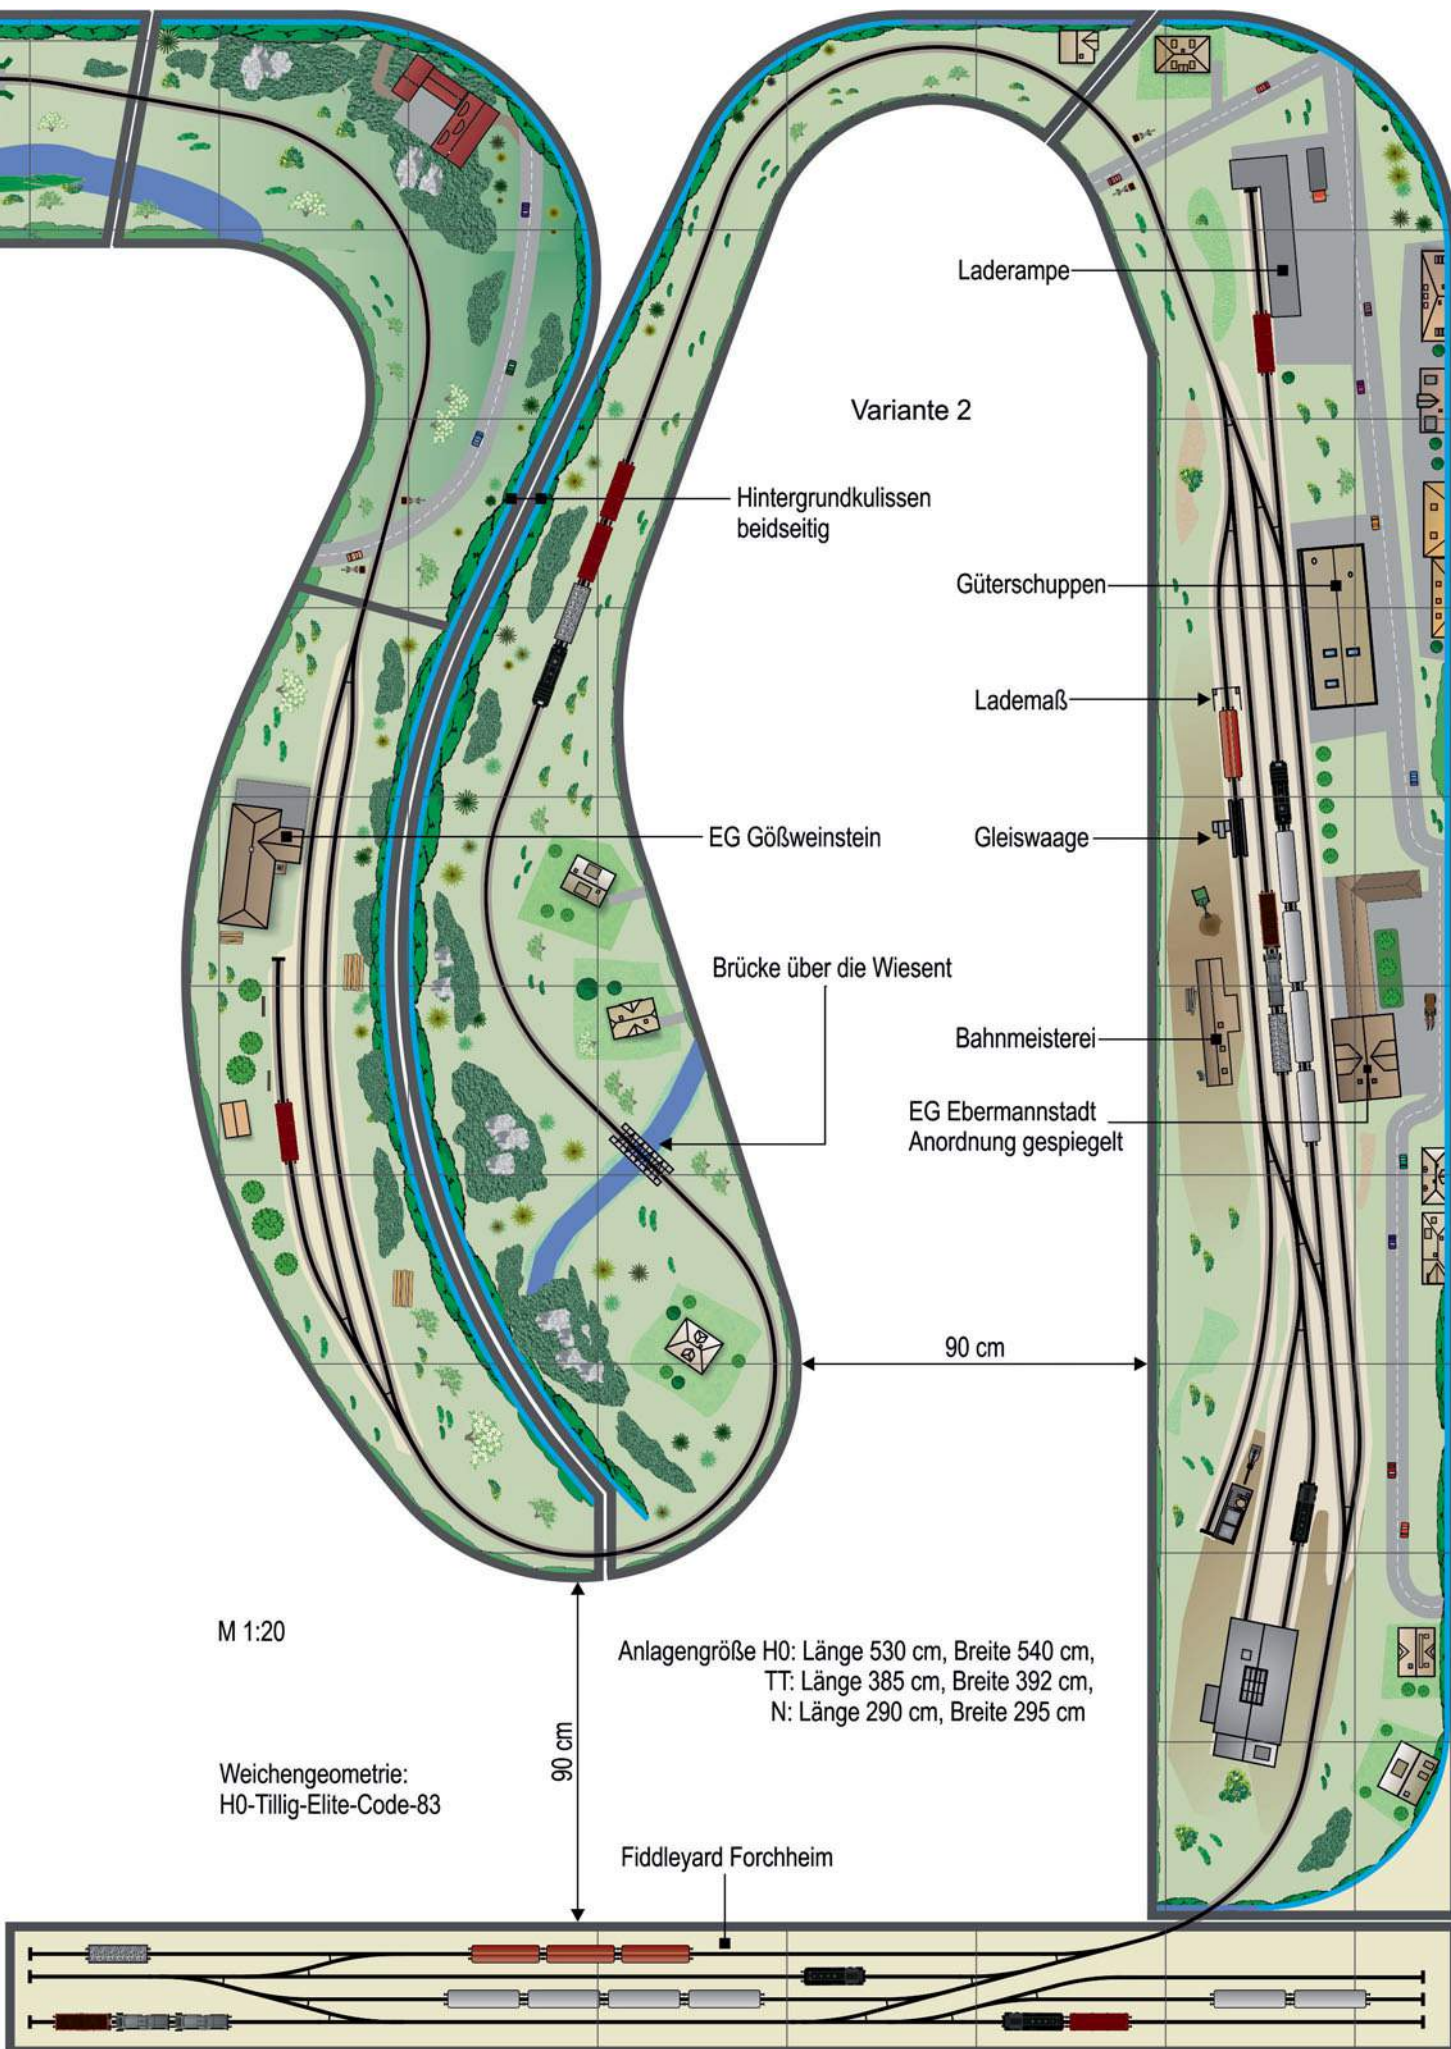 Laderampe
Variante 2
Hintergrundkulissen
beidseitig
Güterschuppen
Lademaß
EG Gößweinstein
Gleiswaage
Brücke über die Wiesent
Bahnmeisterei
EG Ebermannstadt
Anordnung gespiegelt
90 cm
M 1:20
Anlagengröße H0: Länge 530 cm, Breite 540 cm,
TT: Länge 385 cm, Breite 392 cm,
N: Länge 290 cm, Breite 295 cm
90 cm
Weichengeometrie:
H0-Tillig-Elite-Code-83
Fiddleyard Forchheim